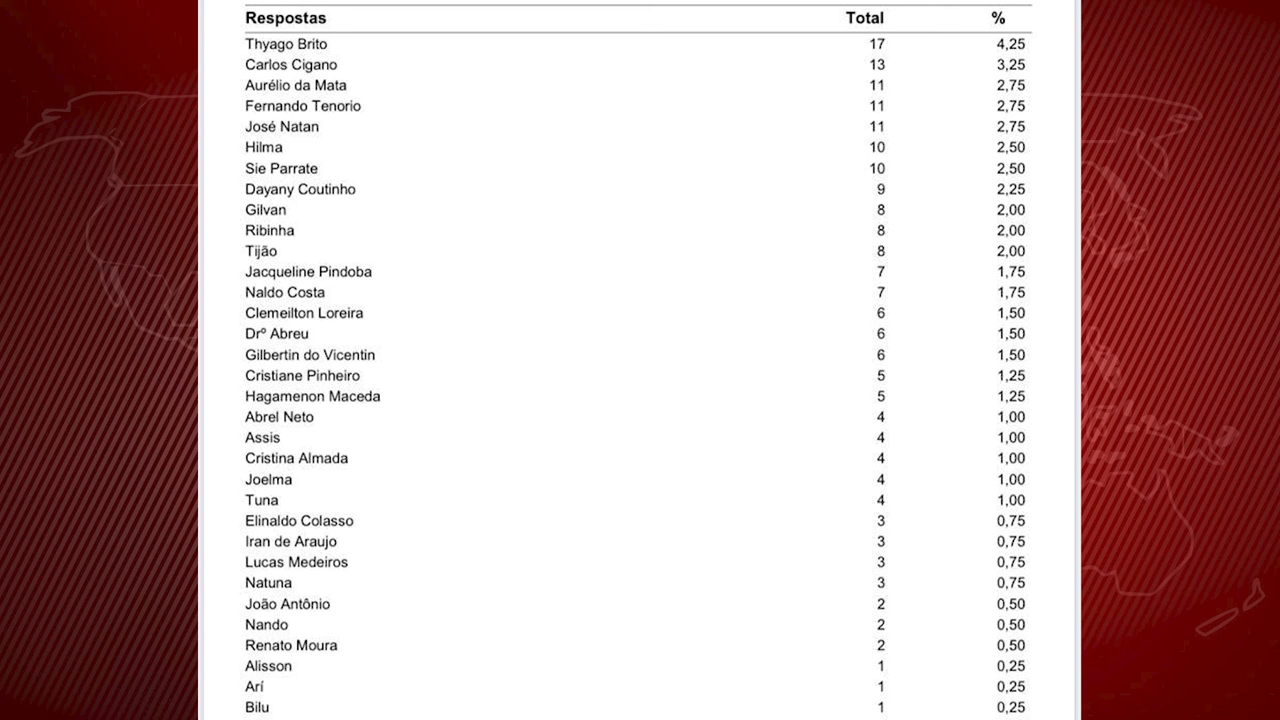 Respostas Total %
Thyago Brito 17 4,25
Carlos Cigano 13 3,25
Aurélio da Mata 11 2,75
Fernando Tenorio 11 2,75
José Natan 11 2,75
Hilma 10 2,50
Sie Parrate 10 2,50
Dayany Coutinho 9 2,25
Gilvan 8 2,00
Ribinha 8 2,00
Tijão 8 2,00
Jacqueline Pindoba 7 1,75
Naldo Costa 7 1,75
Clemeilton Loreira 6 1,50
Drº Abreu 6 1,50
Gilbertin do Vicentin 6 1,50
Cristiane Pinheiro 5 1,25
Hagamenon Maceda 5 1,25
Abrel Neto 4 1,00
Assis 4 1,00
Cristina Almada 4 1,00
Joelma 4 1,00
Tuna 4 1,00
Elinaldo Colasso 3 0,75
Iran de Araujo 3 0,75
Lucas Medeiros 3 0,75
Natuna 3 0,75
João Antônio 2 0,50
Nando 2 0,50
Renato Moura 2 0,50
Alisson 1 0,25
Arí 1 0,25
Bilu 1 0,25